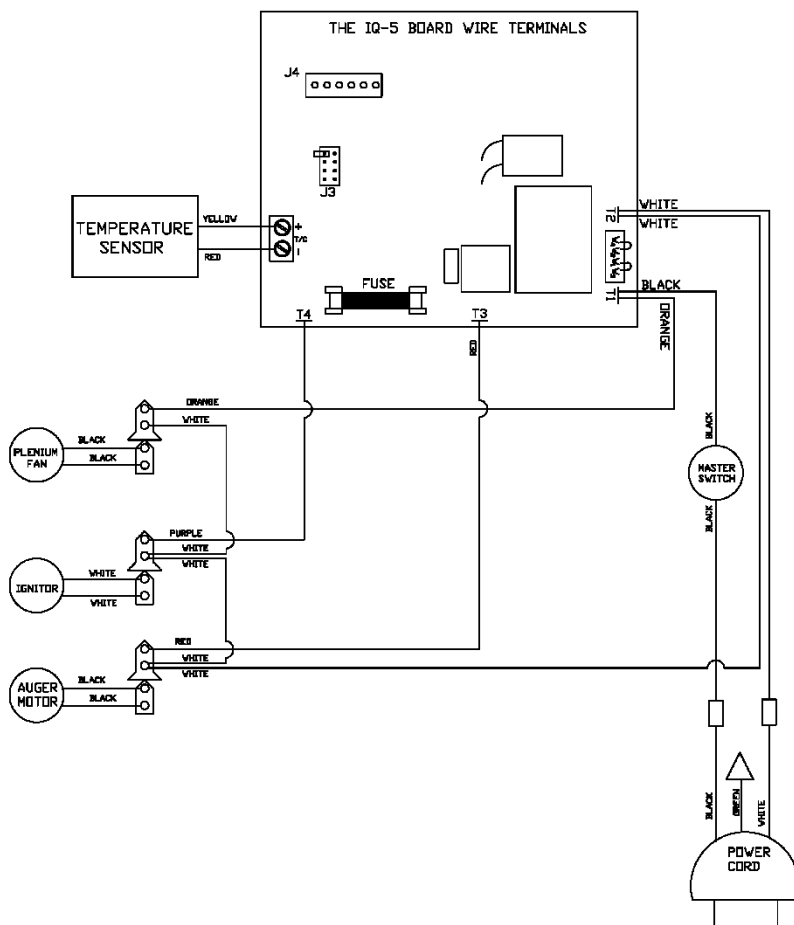 THE IQ-5 BOARD WIRE TERMINALS
J4
J3
TEMPERATURE
SENSOR
YELLOW
RED
+
T/C
-
FUSE
T4
T3
T2
T1
WHITE
WHITE
BLACK
ORANGE
RED
ORANGE
WHITE
PLENIUM
FAN
BLACK
BLACK
BLACK
MASTER
SWITCH
BLACK
PURPLE
WHITE
WHITE
IGNITOR
WHITE
WHITE
RED
WHITE
WHITE
AUGER
MOTOR
BLACK
BLACK
BLACK
GREEN
WHITE
POWER
CORD